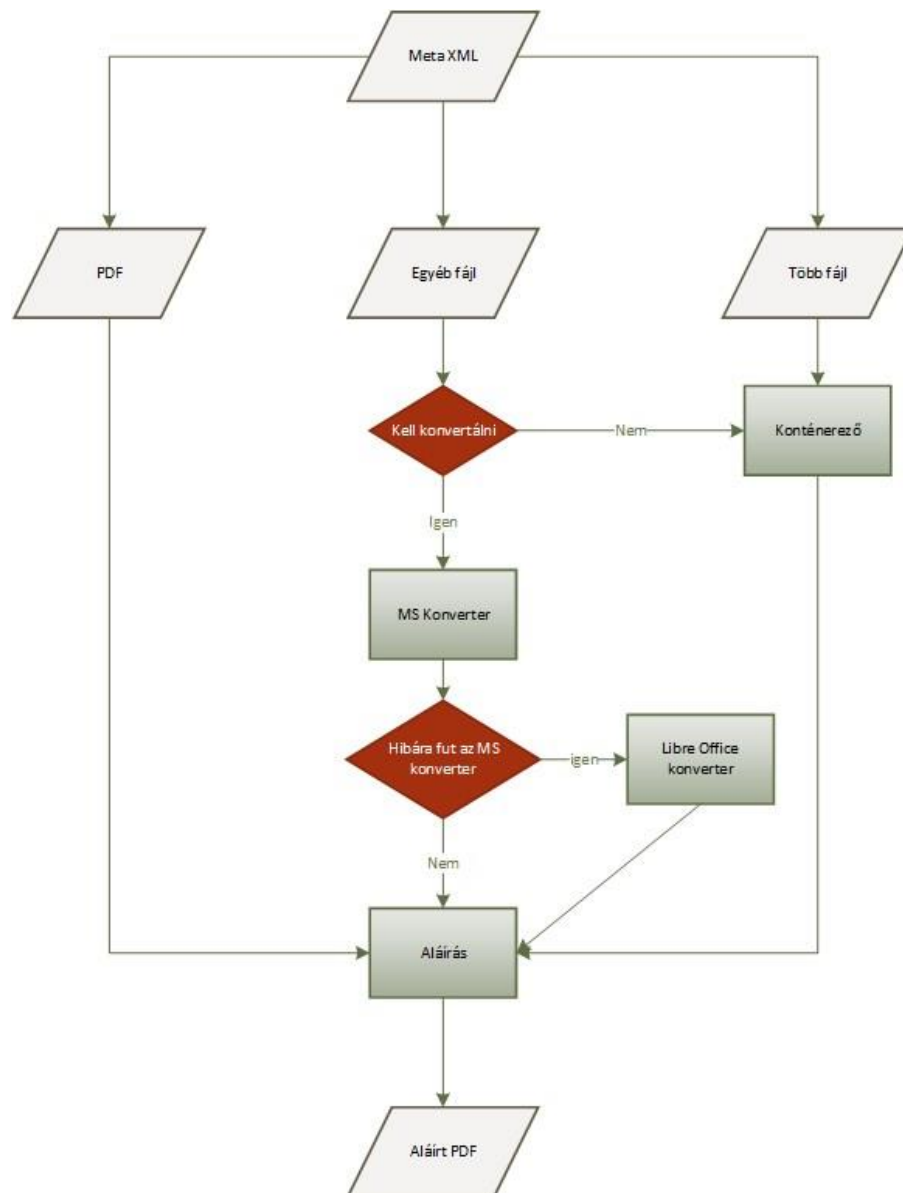 Meta XML
PDF
Egyéb fájl
Több fájl
Kell konvertálni
Nem
Konténerező
Igen
MS Konverter
Hibára fut az MS
konverter
igen
Libre Office
konverter
Nem
Aláírás
Aláírt PDF